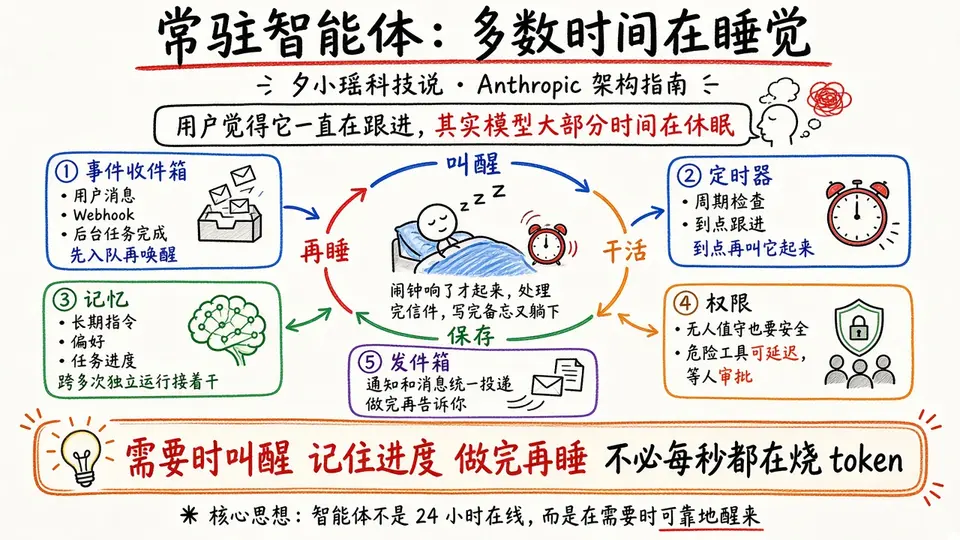 常驻智能体：多数时间在睡觉
夕小瑶科技说 · Anthropic 架构指南
用户觉得它一直在跟进，其实模型大部分时间在休眠
① 事件收件箱
• 用户消息
• Webhook
• 后台任务完成
先入队再唤醒
叫醒
② 定时器
• 周期检查
• 到点跟进
到点再叫它起来
再睡
z z z
干活
闹钟响了才起来，处理
完信件，写完备忘又躺下
保存
③ 记忆
• 长期指令
• 偏好
• 任务进度
跨多次独立运行接着干
④ 权限
• 无人值守也要安全
• 危险工具可延迟，
等人审批
⑤ 发件箱
通知和消息统一投递
做完再告诉你
需要时叫醒 记住进度 做完再睡 不必每秒都在烧 token
* 核心思想：智能体不是 24 小时在线，而是在需要时可靠地醒来